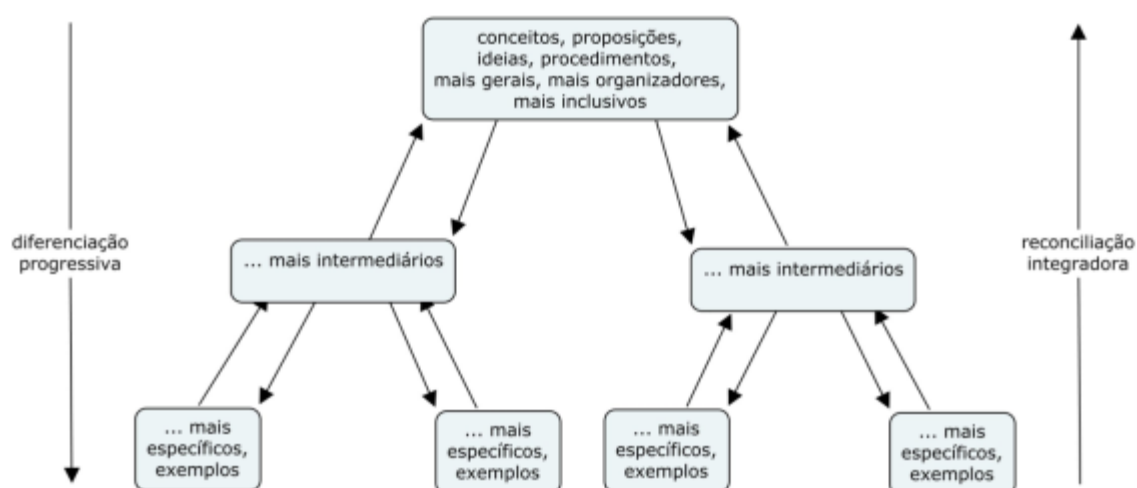 conceitos, proposições,
ideias, procedimentos,
mais gerais, mais organizadores,
mais inclusivos
diferenciação
progressiva
... mais intermediários
... mais intermediários
reconciliação
integradora
... mais
específicos,
exemplos
... mais
específicos,
exemplos
... mais
específicos,
exemplos
... mais
específicos,
exemplos